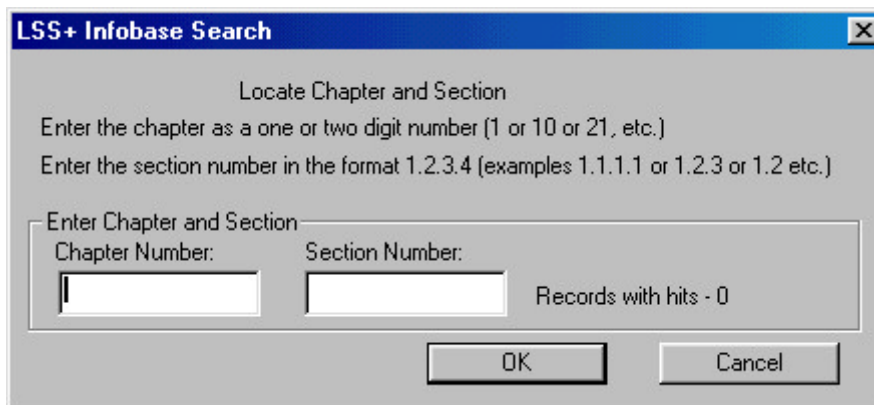 LSS+ Infobase Search
Locate Chapter and Section
Enter the chapter as a one or two digit number (1 or 10 or 21, etc.)
Enter the section number in the format 1.2.3.4 (examples 1.1.1.1 or 1.2.3 or 1.2 etc.)
Enter Chapter and Section
Chapter Number: Section Number:
Records with hits - 0
OK Cancel